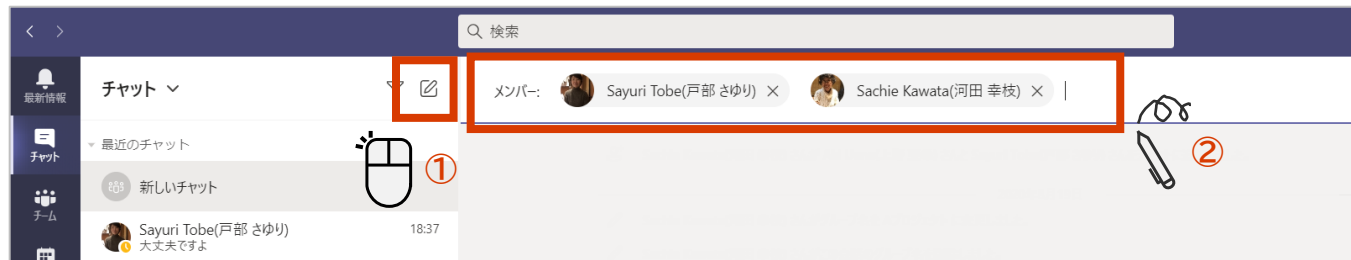 検索
最新情報
チャット
メンバー:
Sayuri Tobe(戸部 さゆり)
Sachie Kawata(河田 幸枝)
チャット
最近のチャット
①
②
新しいチャット
チーム
Sayuri Tobe(戸部 さゆり)
18:37
大丈夫ですよ